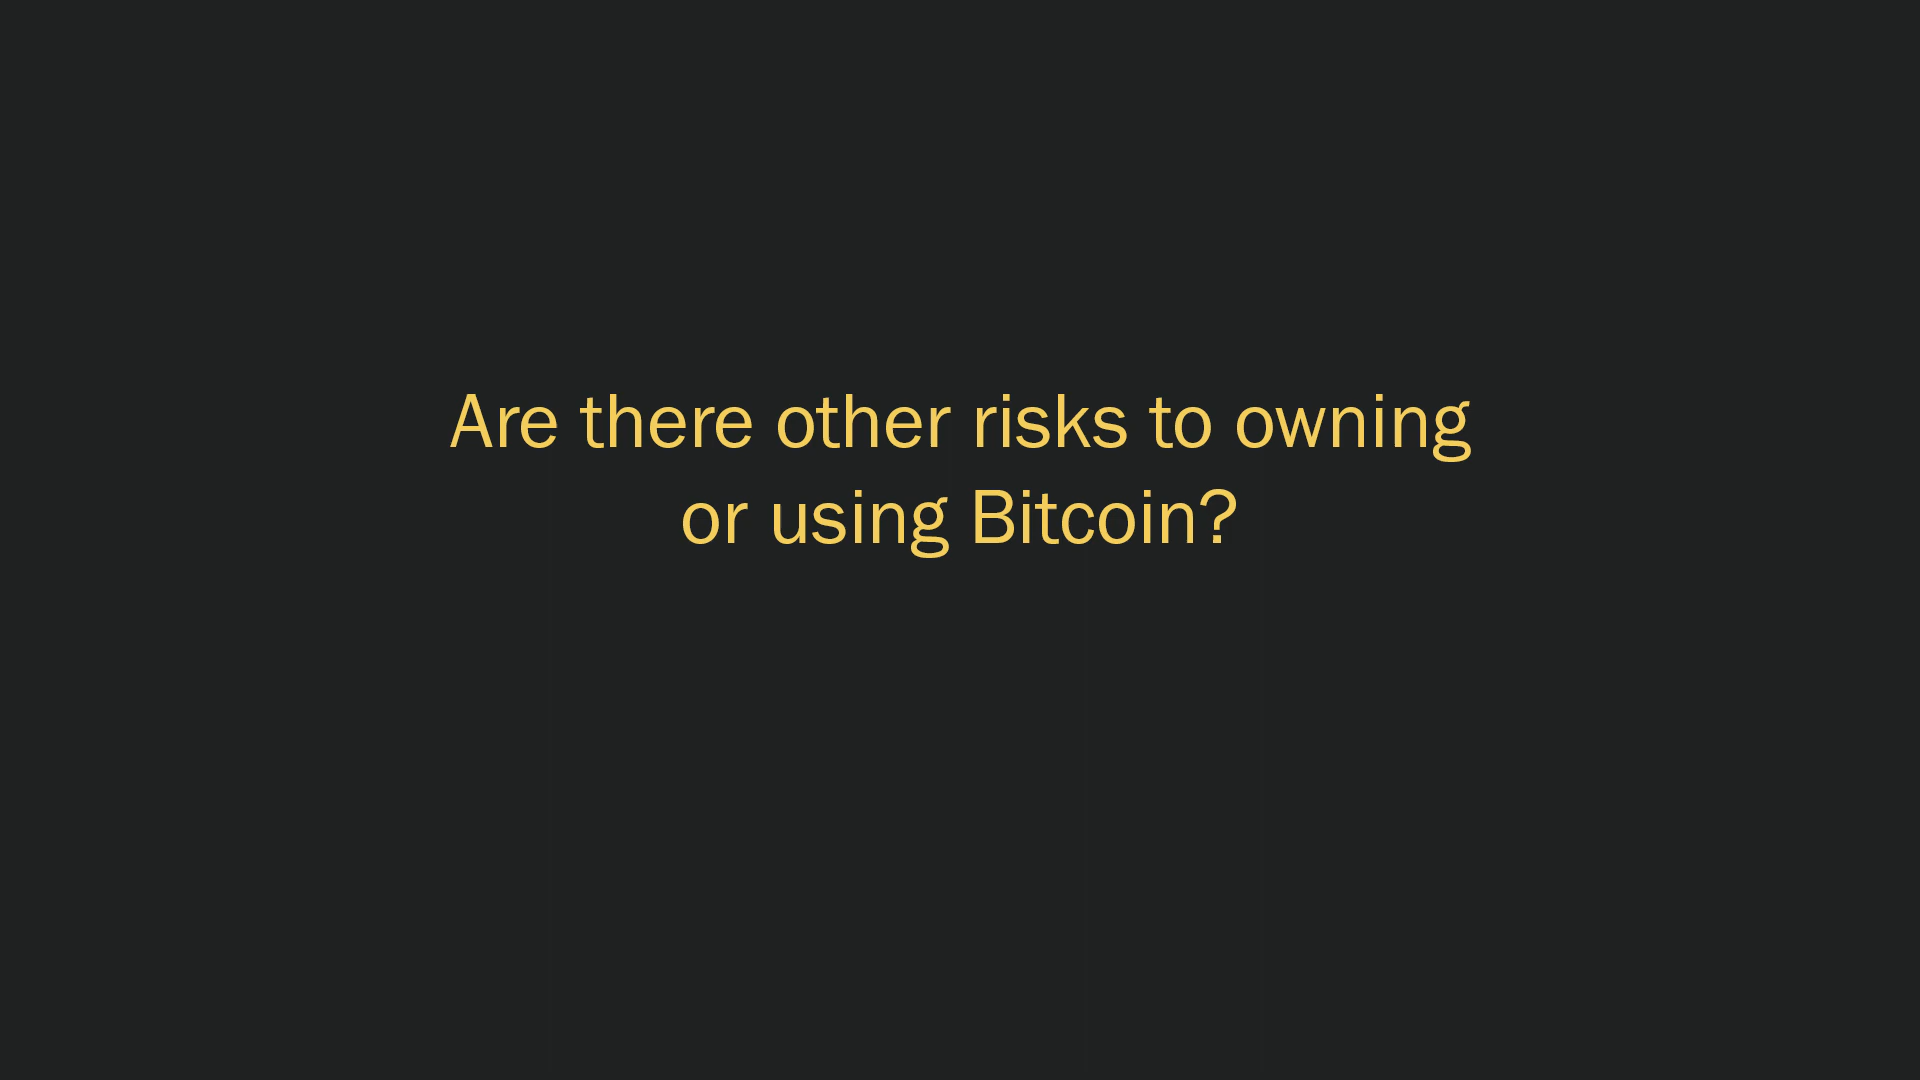 Are there other risks to owning
or using Bitcoin?